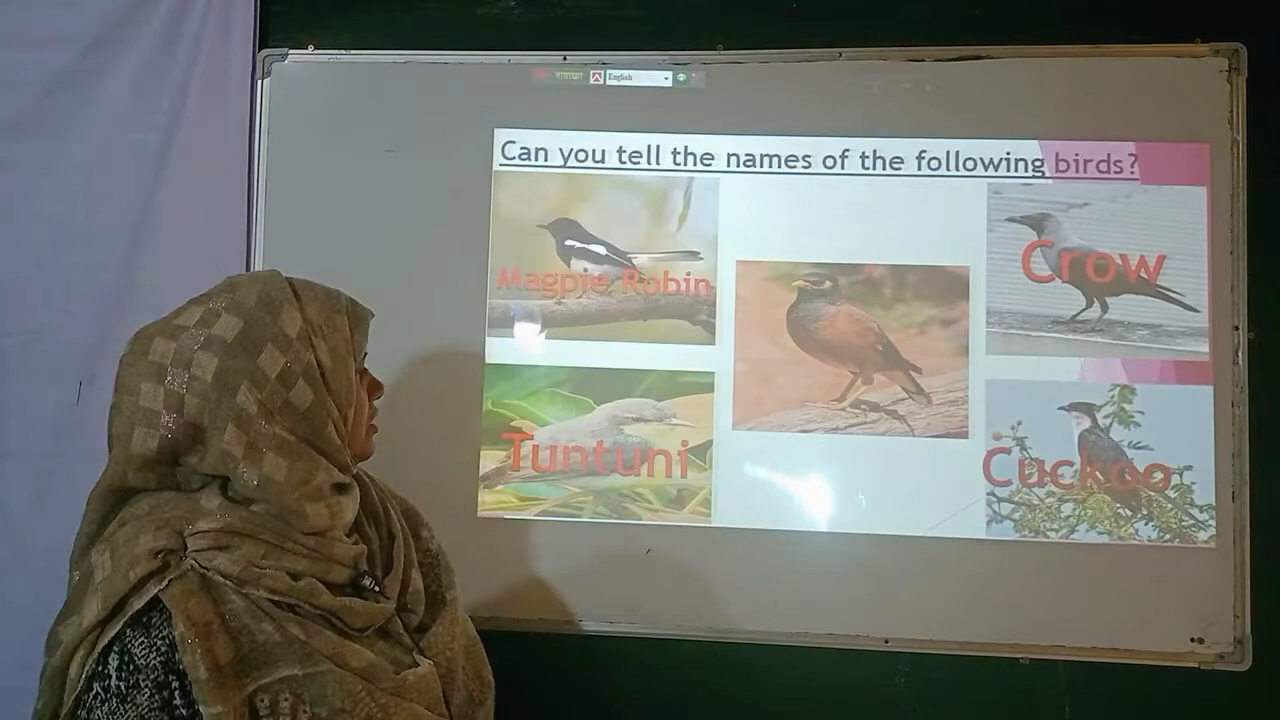 English
Can you tell the names of the following birds?
Magpie Robin
Crow
Tuntuni
Cuckoo